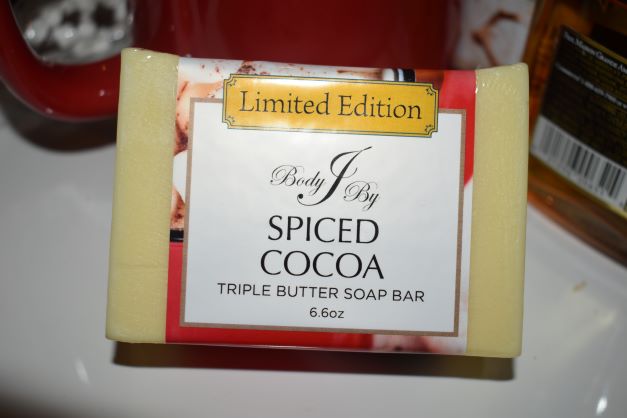 Limited Edition
Body J By
SPICED
COCOA
TRIPLE BUTTER SOAP BAR
6.6oz